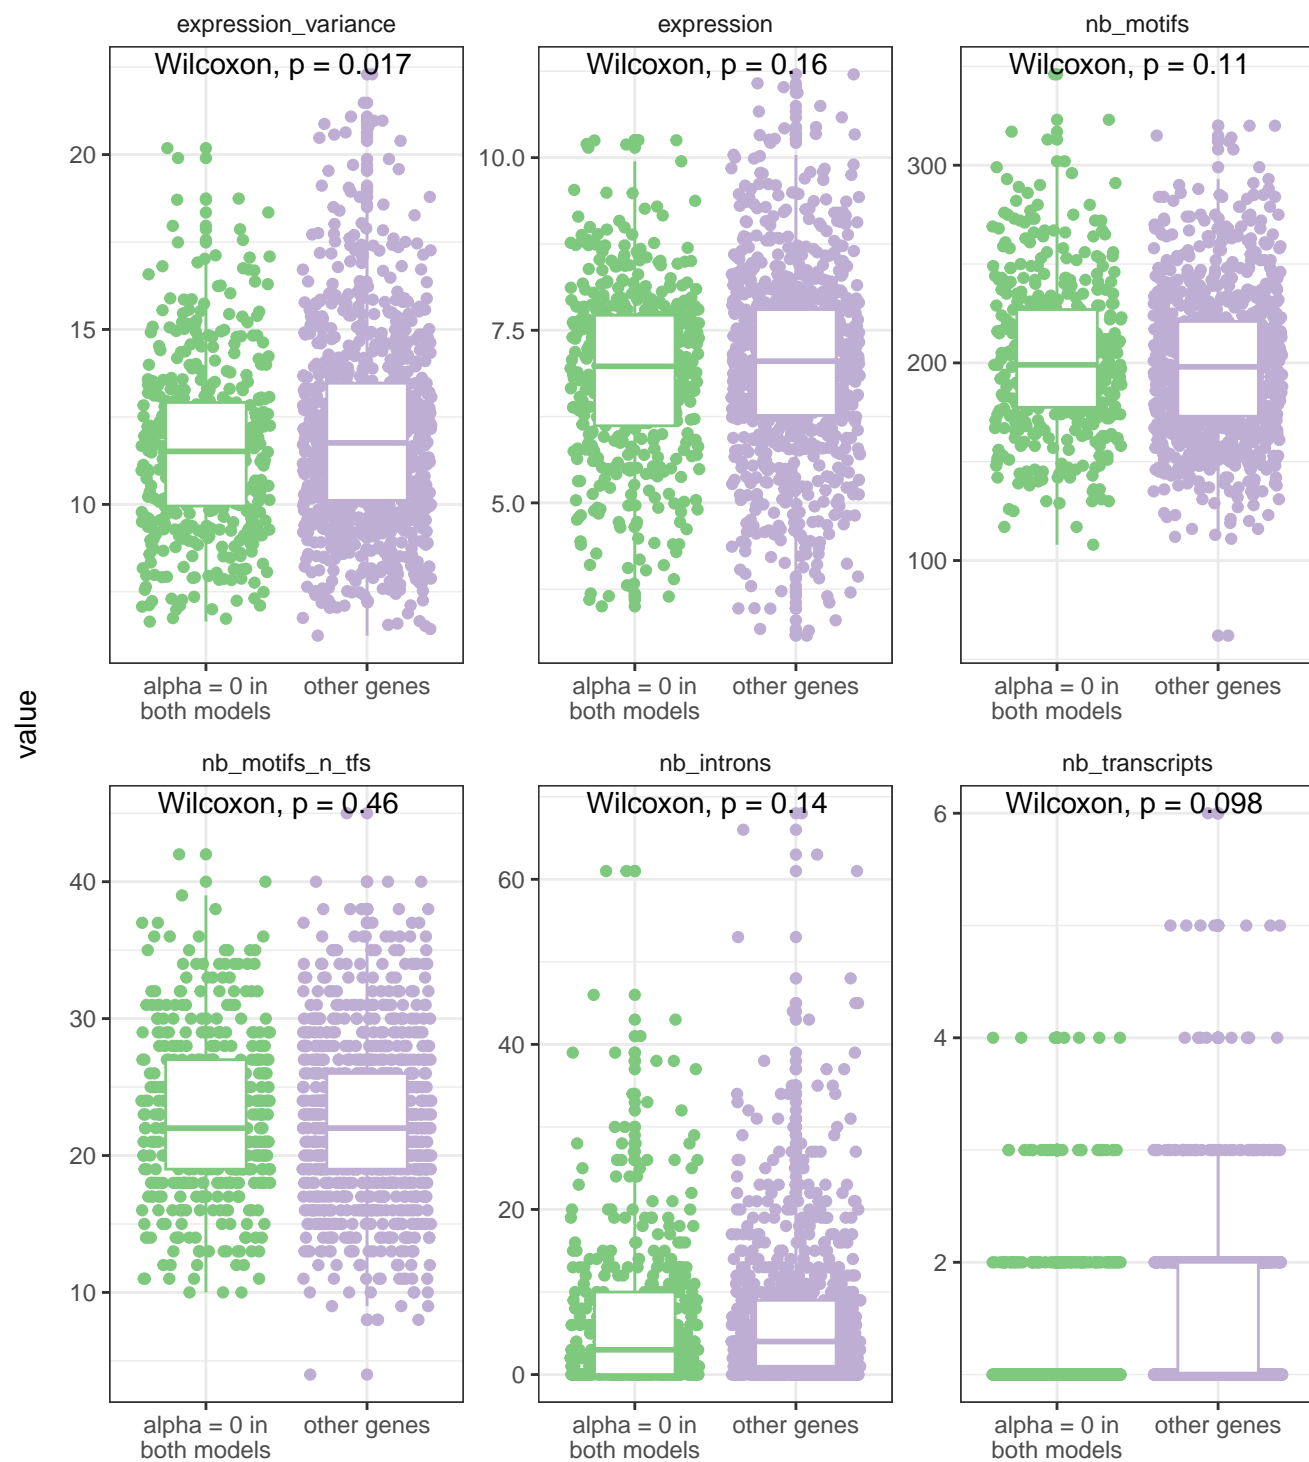 expression_variance
expression
nb_motifs
Wilcoxon, p = 0.017
Wilcoxon, p = 0.16
Wilcoxon, p = 0.11
20
15
10
10.0
7.5
5.0
300
200
100
alpha = 0 in
both models
other genes
alpha = 0 in
both models
other genes
alpha = 0 in
both models
other genes
value
nb_motifs_n_tfs
nb_introns
nb_transcripts
Wilcoxon, p = 0.46
Wilcoxon, p = 0.14
Wilcoxon, p = 0.098
40
30
20
10
60
40
20
0
6
4
2
alpha = 0 in
both models
other genes
alpha = 0 in
both models
other genes
alpha = 0 in
both models
other genes